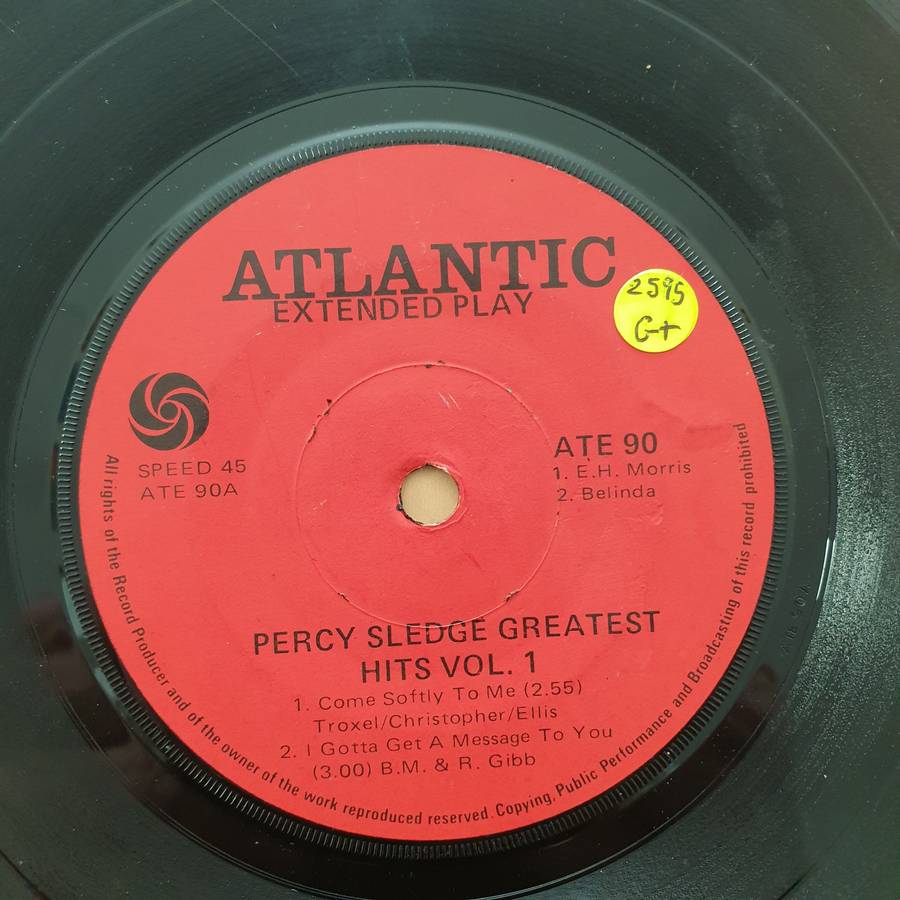 ATLANTIC
EXTENDED PLAY
2595
G+
SPEED 45
ATE 90A
ATE 90
1. E.H. Morris
2. Belinda
PERCY SLEDGE GREATEST
HITS VOL. 1
1. Come Softly To Me (2.55)
Troxel/Christopher/Ellis
2. I Gotta Get A Message To You
(3.00) B.M. & R. Gibb
All rights of the Record Producer and of the owner of the work reproduced reserved. Copying, Public Performance and Broadcasting of this record prohibited